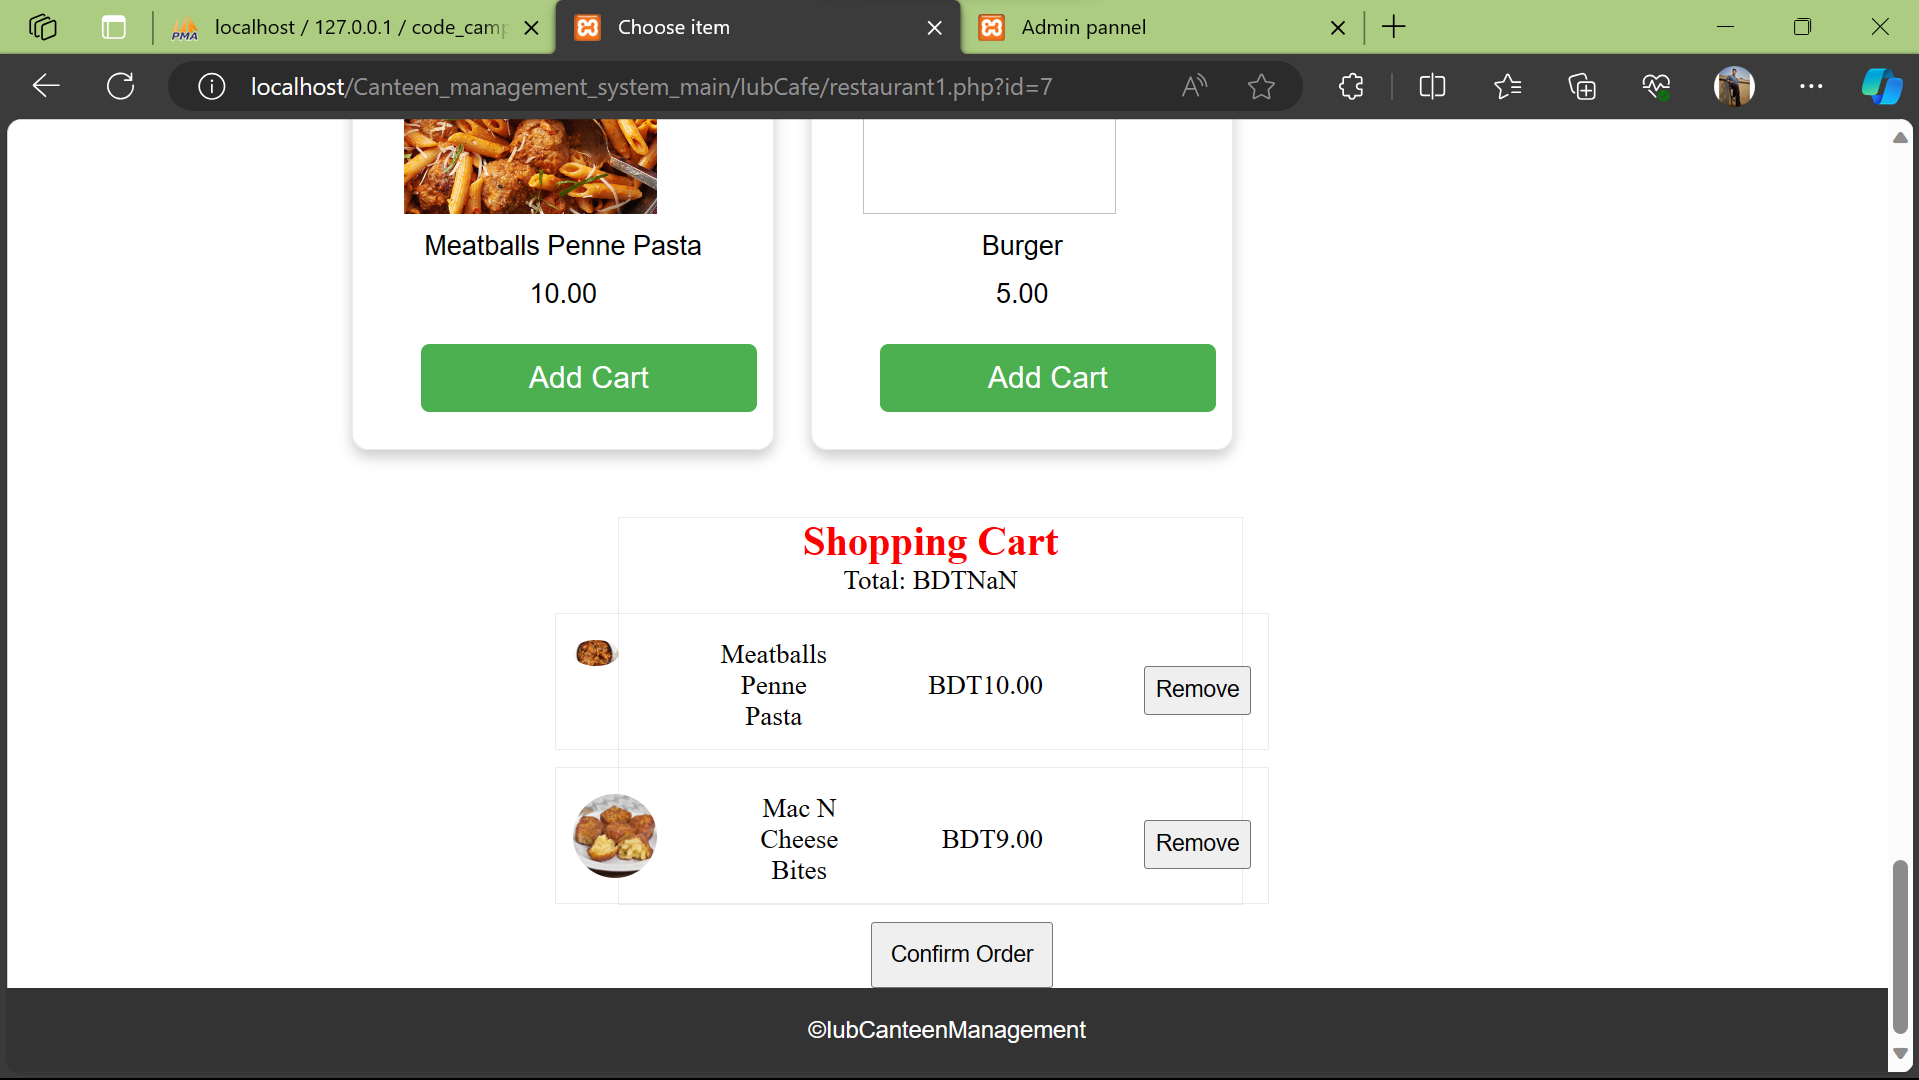 localhost / 127.0.0.1 / code_camp
Choose item
Admin pannel
localhost/Canteen_management_system_main/IubCafe/restaurant1.php?id=7
Meatballs Penne Pasta
10.00
Add Cart
Burger
5.00
Add Cart
Shopping Cart
Total: BDTNaN
Meatballs
Penne
Pasta
BDT10.00
Remove
Mac N
Cheese
Bites
BDT9.00
Remove
Confirm Order
©IubCanteenManagement